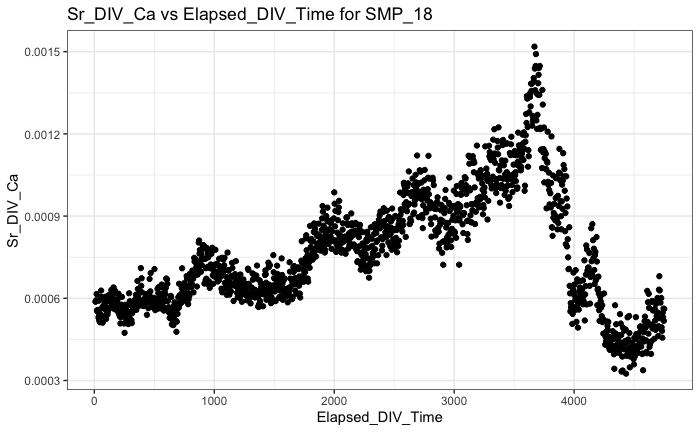 Sr_DIV_Ca vs Elapsed_DIV_Time for SMP_18
Sr_DIV_Ca
0.0015
0.0012
0.0009
0.0006
0.0003
0 1000 2000 3000 4000
Elapsed_DIV_Time